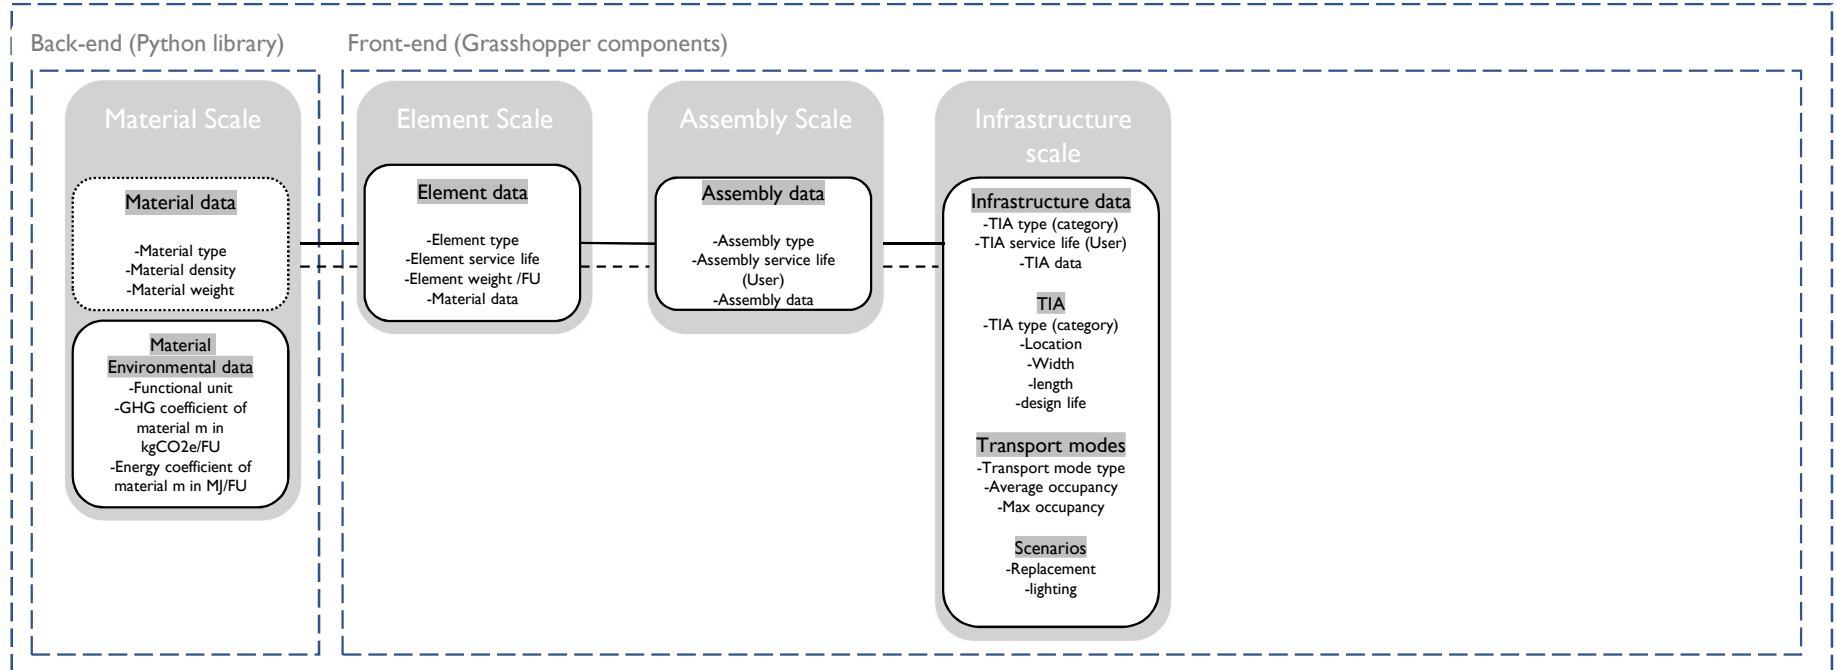 Back-end (Python library)
Front-end (Grasshopper components)
Material Scale
Material data
-Material type
-Material density
-Material weight
Material
Environmental data
-Functional unit
-GHG coefficient of
material m in
kgCO2e/FU
-Energy coefficient of
material m in MJ/FU
Element Scale
Element data
-Element type
-Element service life
-Element weight /FU
-Material data
Assembly Scale
Assembly data
-Assembly type
-Assembly service life
(User)
-Assembly data
Infrastructure
scale
Infrastructure data
-TIA type (category)
-TIA service life (User)
-TIA data
TIA
-TIA type (category)
-Location
-Width
-length
-design life
Transport modes
-Transport mode type
-Average occupancy
-Max occupancy
Scenarios
-Replacement
-lighting